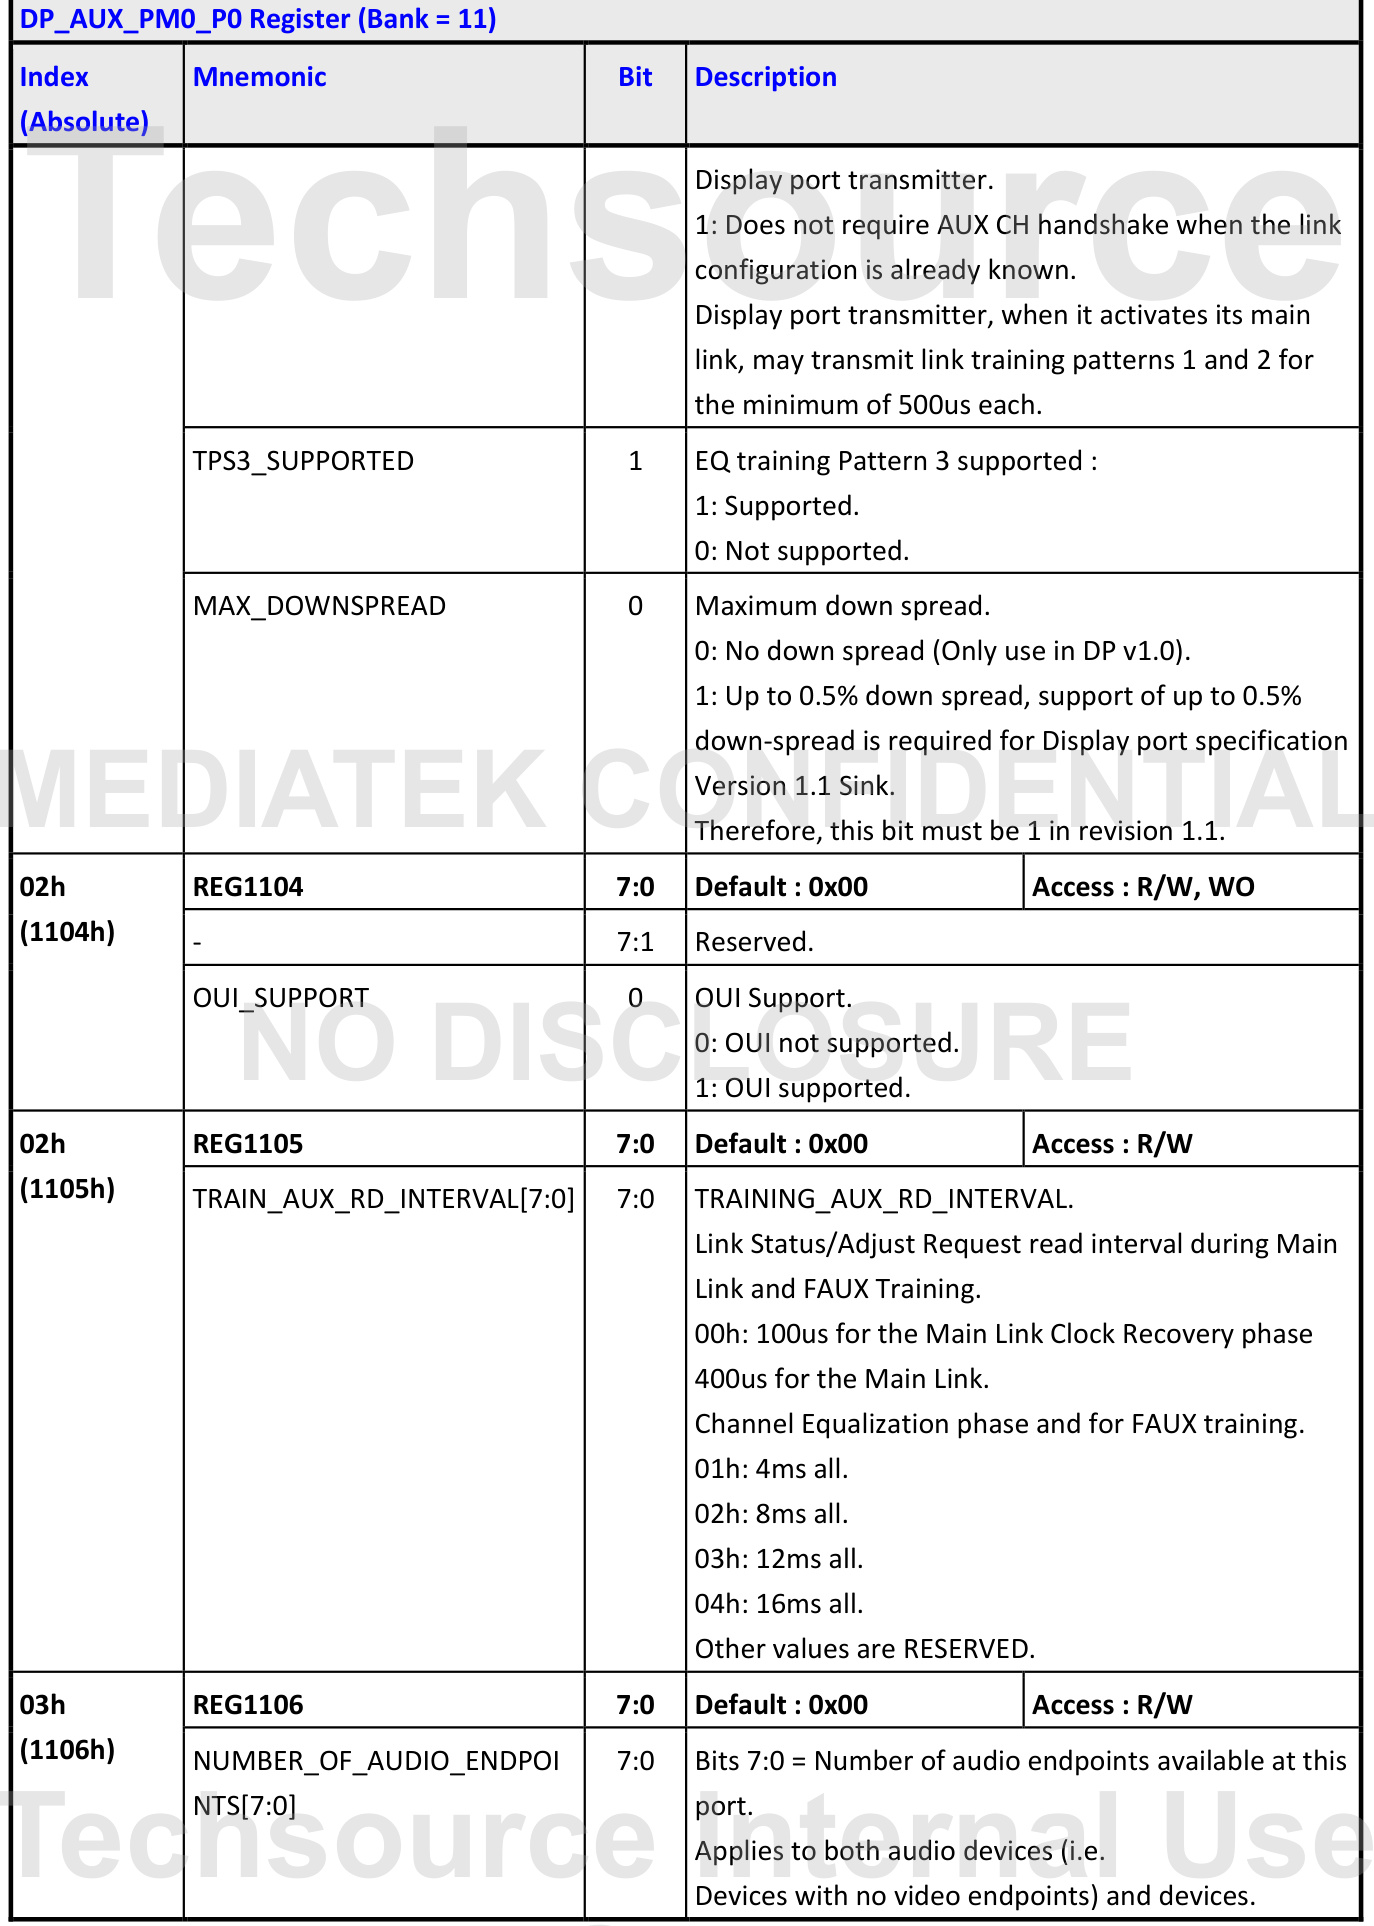 DP_AUX_PM0_P0 Register (Bank = 11)
Index
(Absolute)
Mnemonic
Bit
Description
Display port transmitter.
1: Does not require AUX CH handshake when the link
configuration is already known.
Display port transmitter, when it activates its main
link, may transmit link training patterns 1 and 2 for
the minimum of 500us each.
TPS3_SUPPORTED
1
EQ training Pattern 3 supported :
1: Supported.
0: Not supported.
MAX_DOWNSPREAD
0
Maximum down spread.
0: No down spread (Only use in DP v1.0).
1: Up to 0.5% down spread, support of up to 0.5%
down-spread is required for Display port specification
Version 1.1 Sink.
Therefore, this bit must be 1 in revision 1.1.
02h
(1104h)
REG1104
7:0
Default : 0x00
Access : R/W, WO
-
7:1
Reserved.
OUI_SUPPORT
0
OUI Support.
0: OUI not supported.
1: OUI supported.
02h
(1105h)
REG1105
7:0
Default : 0x00
Access : R/W
TRAIN_AUX_RD_INTERVAL[7:0]
7:0
TRAINING_AUX_RD_INTERVAL.
Link Status/Adjust Request read interval during Main
Link and FAUX Training.
00h: 100us for the Main Link Clock Recovery phase
400us for the Main Link.
Channel Equalization phase and for FAUX training.
01h: 4ms all.
02h: 8ms all.
03h: 12ms all.
04h: 16ms all.
Other values are RESERVED.
03h
(1106h)
REG1106
7:0
Default : 0x00
Access : R/W
NUMBER_OF_AUDIO_ENDPOI
NTS[7:0]
7:0
Bits 7:0 = Number of audio endpoints available at this
port.
Applies to both audio devices (i.e.
Devices with no video endpoints) and devices.
Techsource
MEDIATEK CONFIDENTIAL
NO DISCLOSURE
Techsource Internal Use